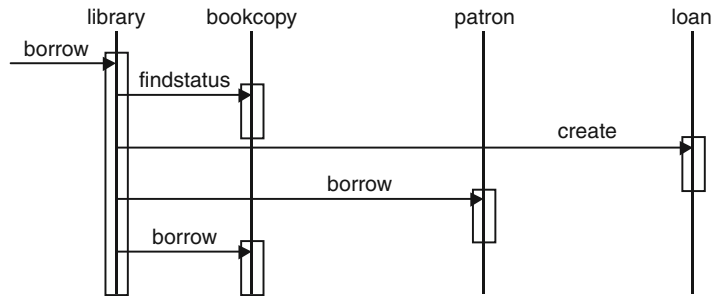 library bookcopy patron loan
borrow
findstatus
create
borrow
borrow